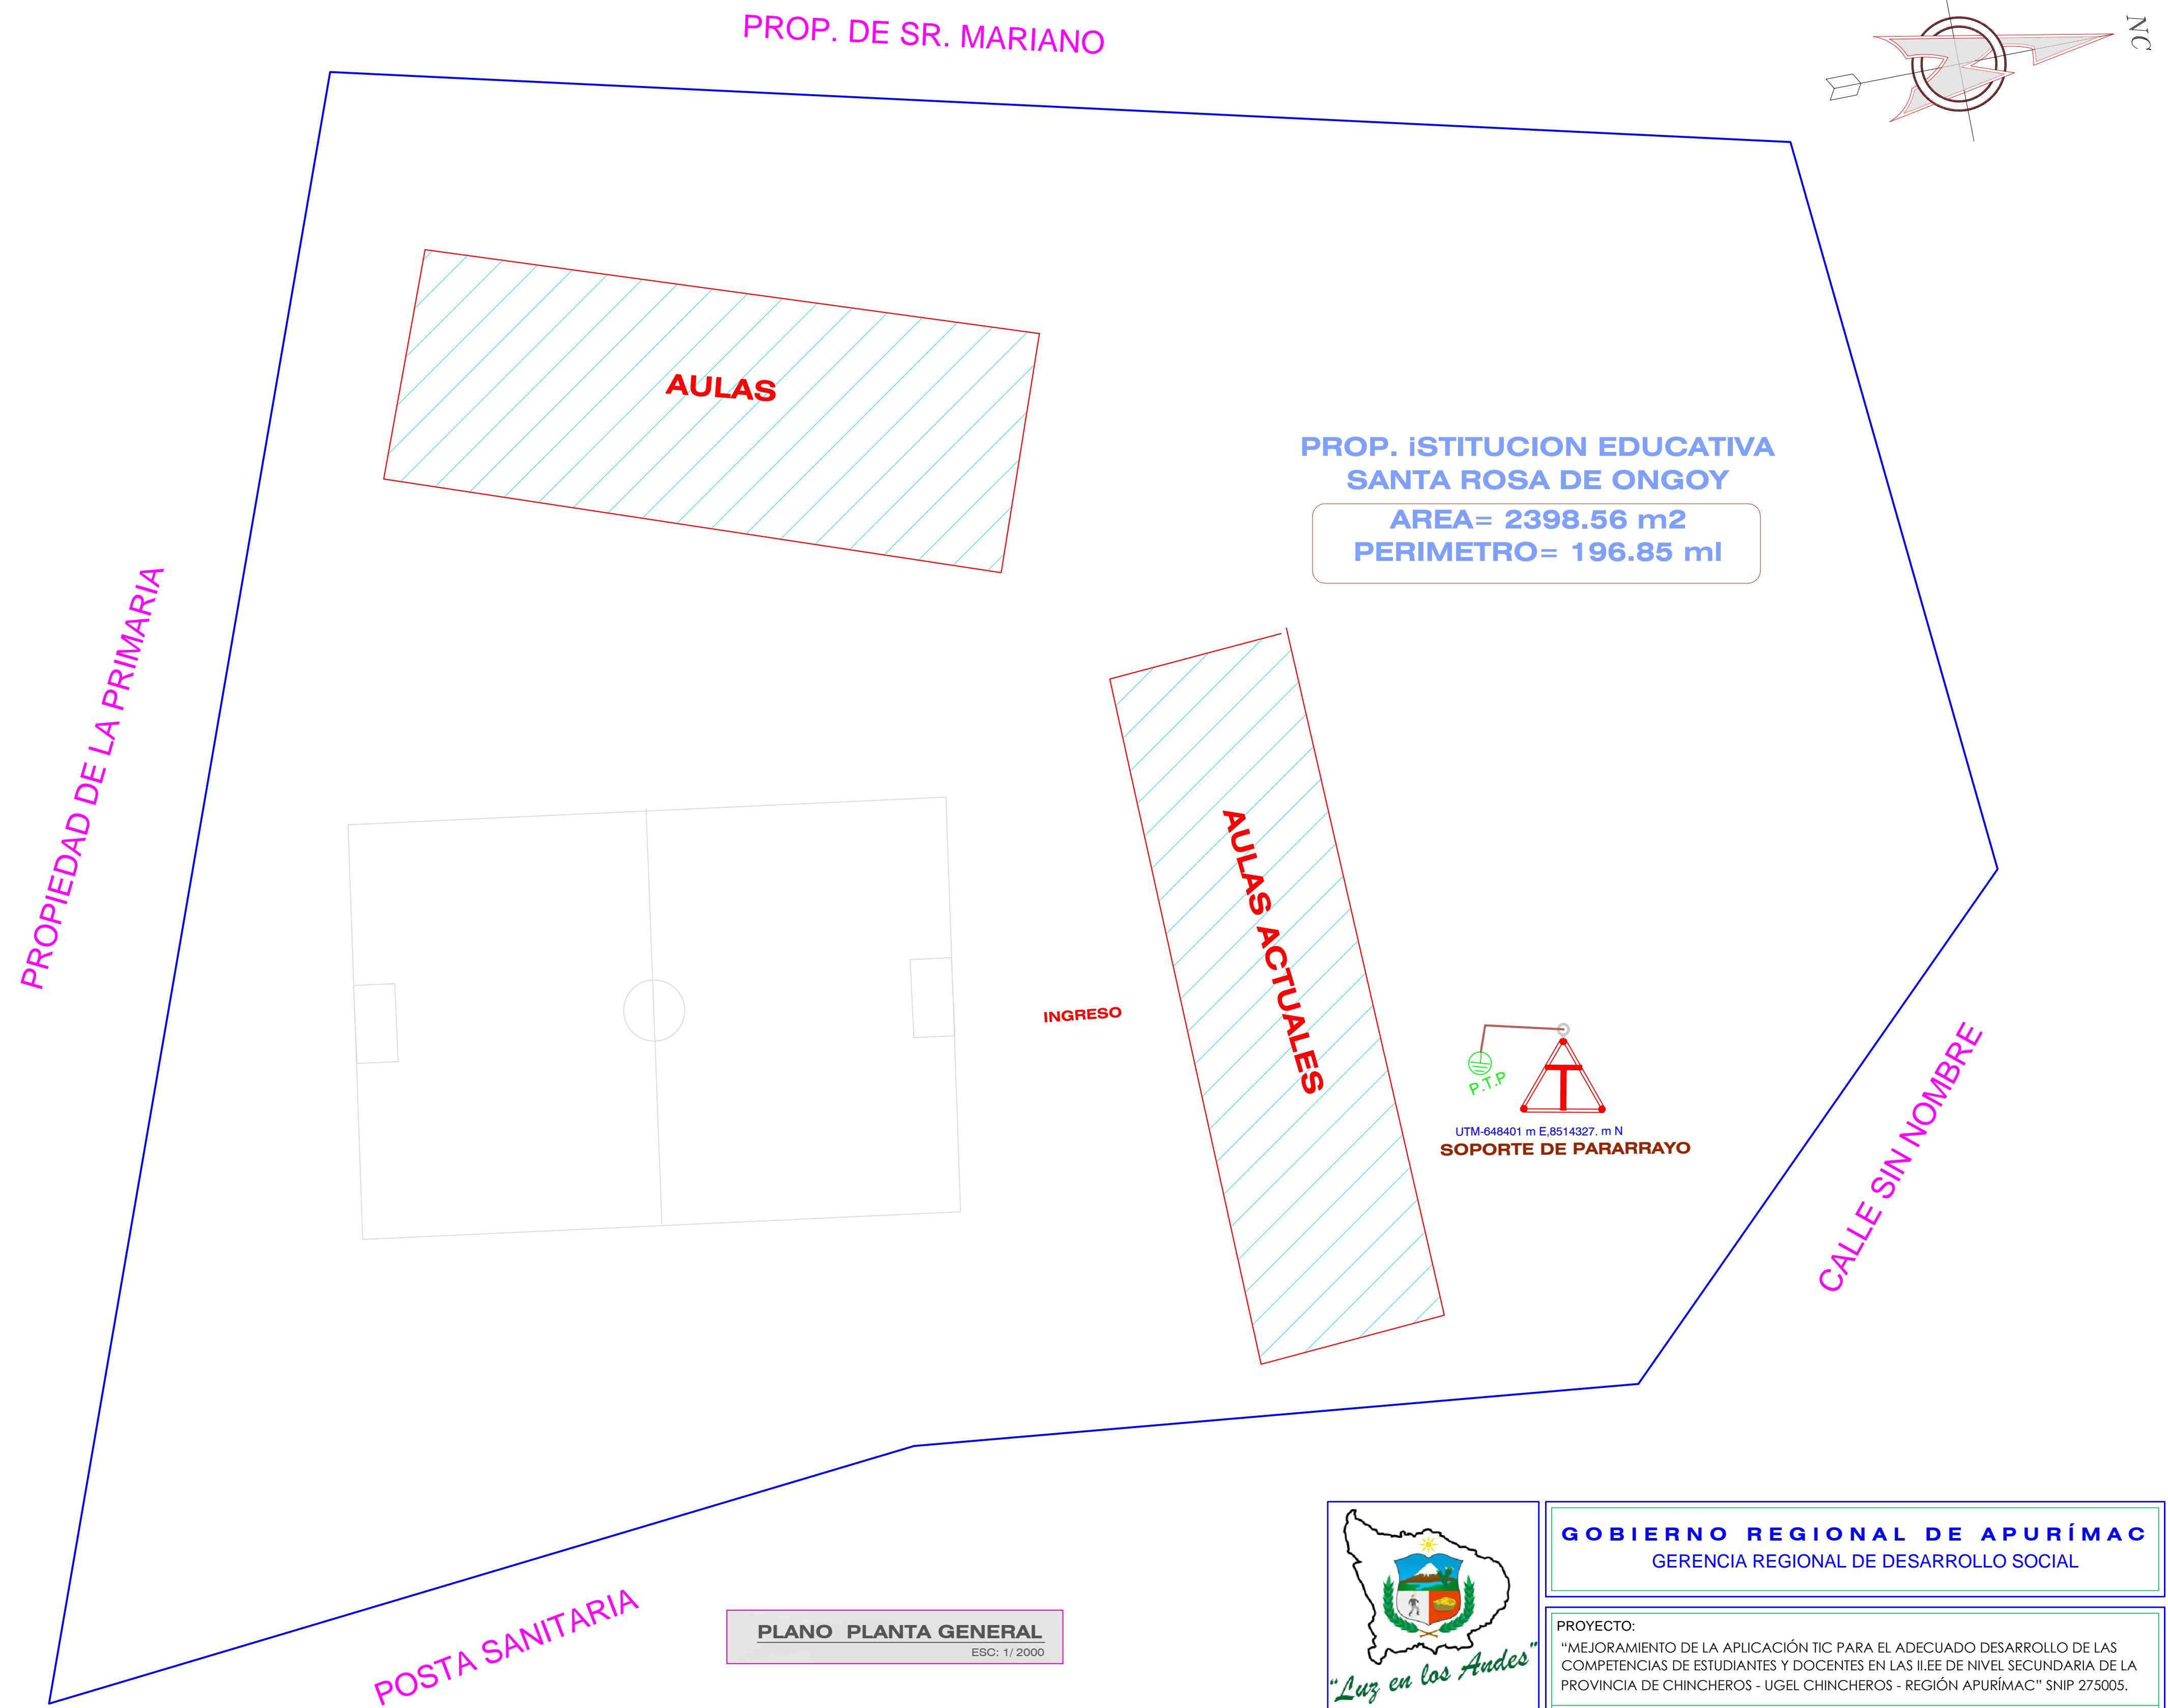 PROP. DE SR. MARIANO
NC
AULAS
PROP. iSTITUCION EDUCATIVA
SANTA ROSA DE ONGOY
AREA= 2398.56 m2
PERIMETRO= 196.85 ml
PROPIEDAD DE LA PRIMARIA
AULAS ACTUALES
INGRESO
P.T.P
UTM-648401 m E,8514327. m N
SOPORTE DE PARARRAYO
CALLE SIN NOMBRE
POSTA SANITARIA
PLANO PLANTA GENERAL
ESC: 1/ 2000
"Luz en los Andes"
GOBIERNO REGIONAL DE APURÍMAC
GERENCIA REGIONAL DE DESARROLLO SOCIAL
PROYECTO:
“MEJORAMIENTO DE LA APLICACIÓN TIC PARA EL ADECUADO DESARROLLO DE LAS
COMPETENCIAS DE ESTUDIANTES Y DOCENTES EN LAS II.EE DE NIVEL SECUNDARIA DE LA
PROVINCIA DE CHINCHEROS - UGEL CHINCHEROS - REGIÓN APURÍMAC” SNIP 275005.